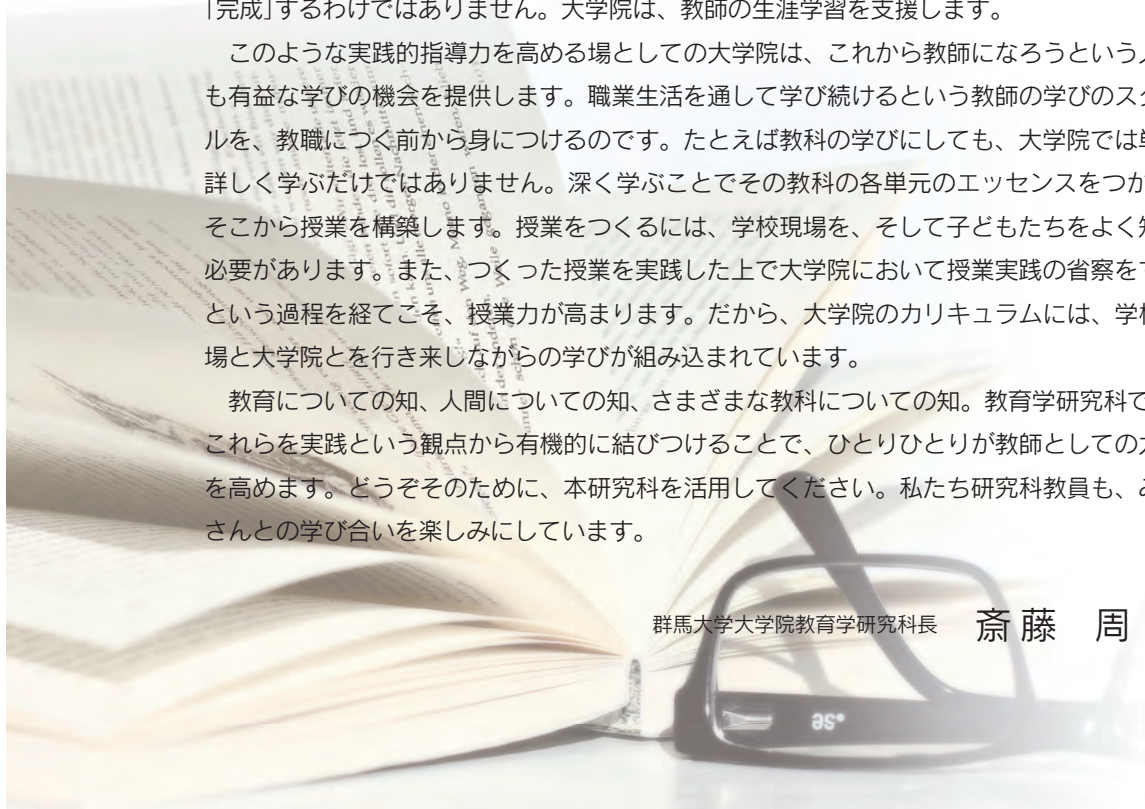 「完成」するわけではありません。大学院は、教師の生涯学習を支援します。
このような実践的指導力を高める場としての大学院は、これから教師になろうという
も有益な学びの機会を提供します。職業生活を通して学び続けるという教師の学びのス
ルを、教職につく前から身につけるのです。たとえば教科の学びにしても、大学院では
詳しく学ぶだけではありません。深く学ぶことでその教科の各単元のエッセンスをつか
そこから授業を構築します。授業をつくるには、学校現場を、そして子どもたちをよく
必要があります。また、つくった授業を実践した上で大学院において授業実践の省察を
という過程を経てこそ、授業力が高まります。だから、大学院のカリキュラムには、学
場と大学院とを行き来しながらの学びが組み込まれています。
教育についての知、人間についての知、さまざまな教科についての知。教育学研究科で
これらを実践という観点から有機的に結びつけることで、ひとりひとりが教師としての
を高めます。どうぞそのために、本研究科を活用してください。私たち研究科教員も、
さんとの学び合いを楽しみにしています。
群馬大学大学院教育学研究科長 斎藤 周